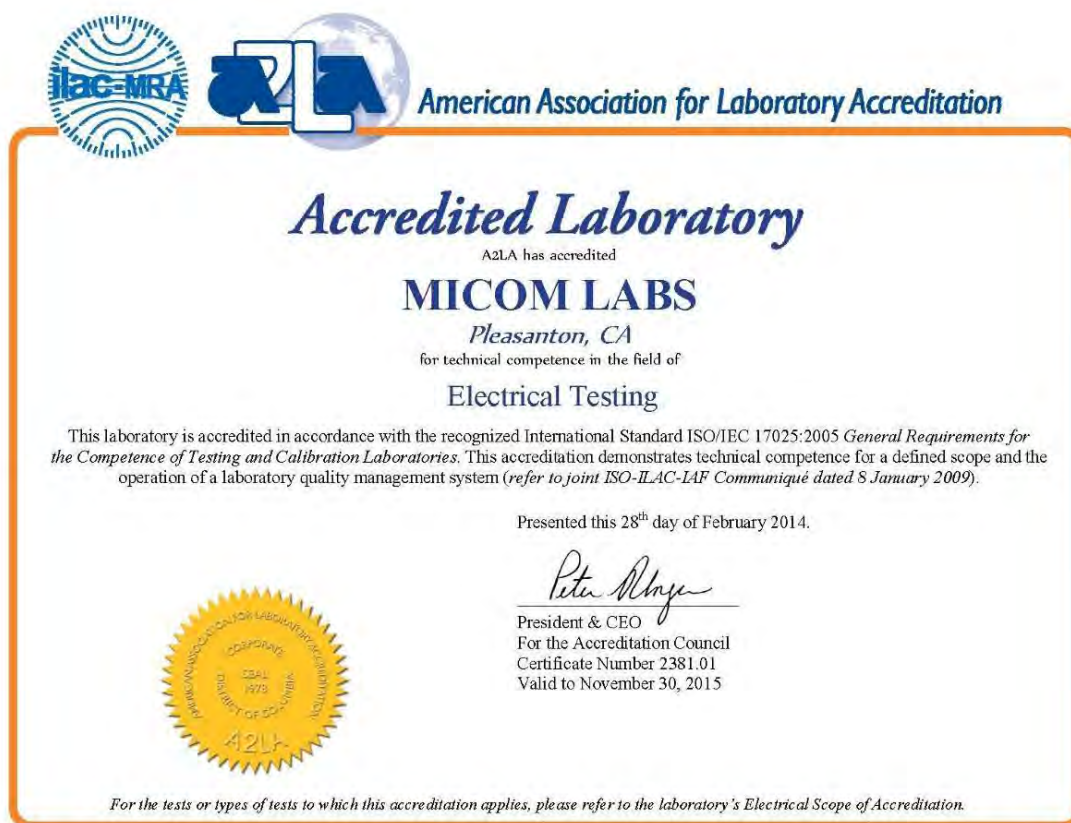 ilac-MRA
A2LA
American Association for Laboratory Accreditation
Accredited Laboratory
A2LA has accredited
MICOM LABS
Pleasanton, CA
for technical competence in the field of
Electrical Testing
This laboratory is accredited in accordance with the recognized International Standard ISO/IEC 17025:2005 General Requirements for
the Competence of Testing and Calibration Laboratories. This accreditation demonstrates technical competence for a defined scope and the
operation of a laboratory quality management system (refer to joint ISO-ILAC-IAF Communiqué dated 8 January 2009).
Presented this 28th day of February 2014.
Peter
President & CEO
For the Accreditation Council
Certificate Number 2381.01
Valid to November 30, 2015
AMERICAN ASSOCIATION FOR LABORATORY ACCREDITATION
CORPORATE
SEAL
1978
DISTRICT OF COLUMBIA
A2LA
For the tests or types of tests to which this accreditation applies, please refer to the laboratory's Electrical Scope of Accreditation.